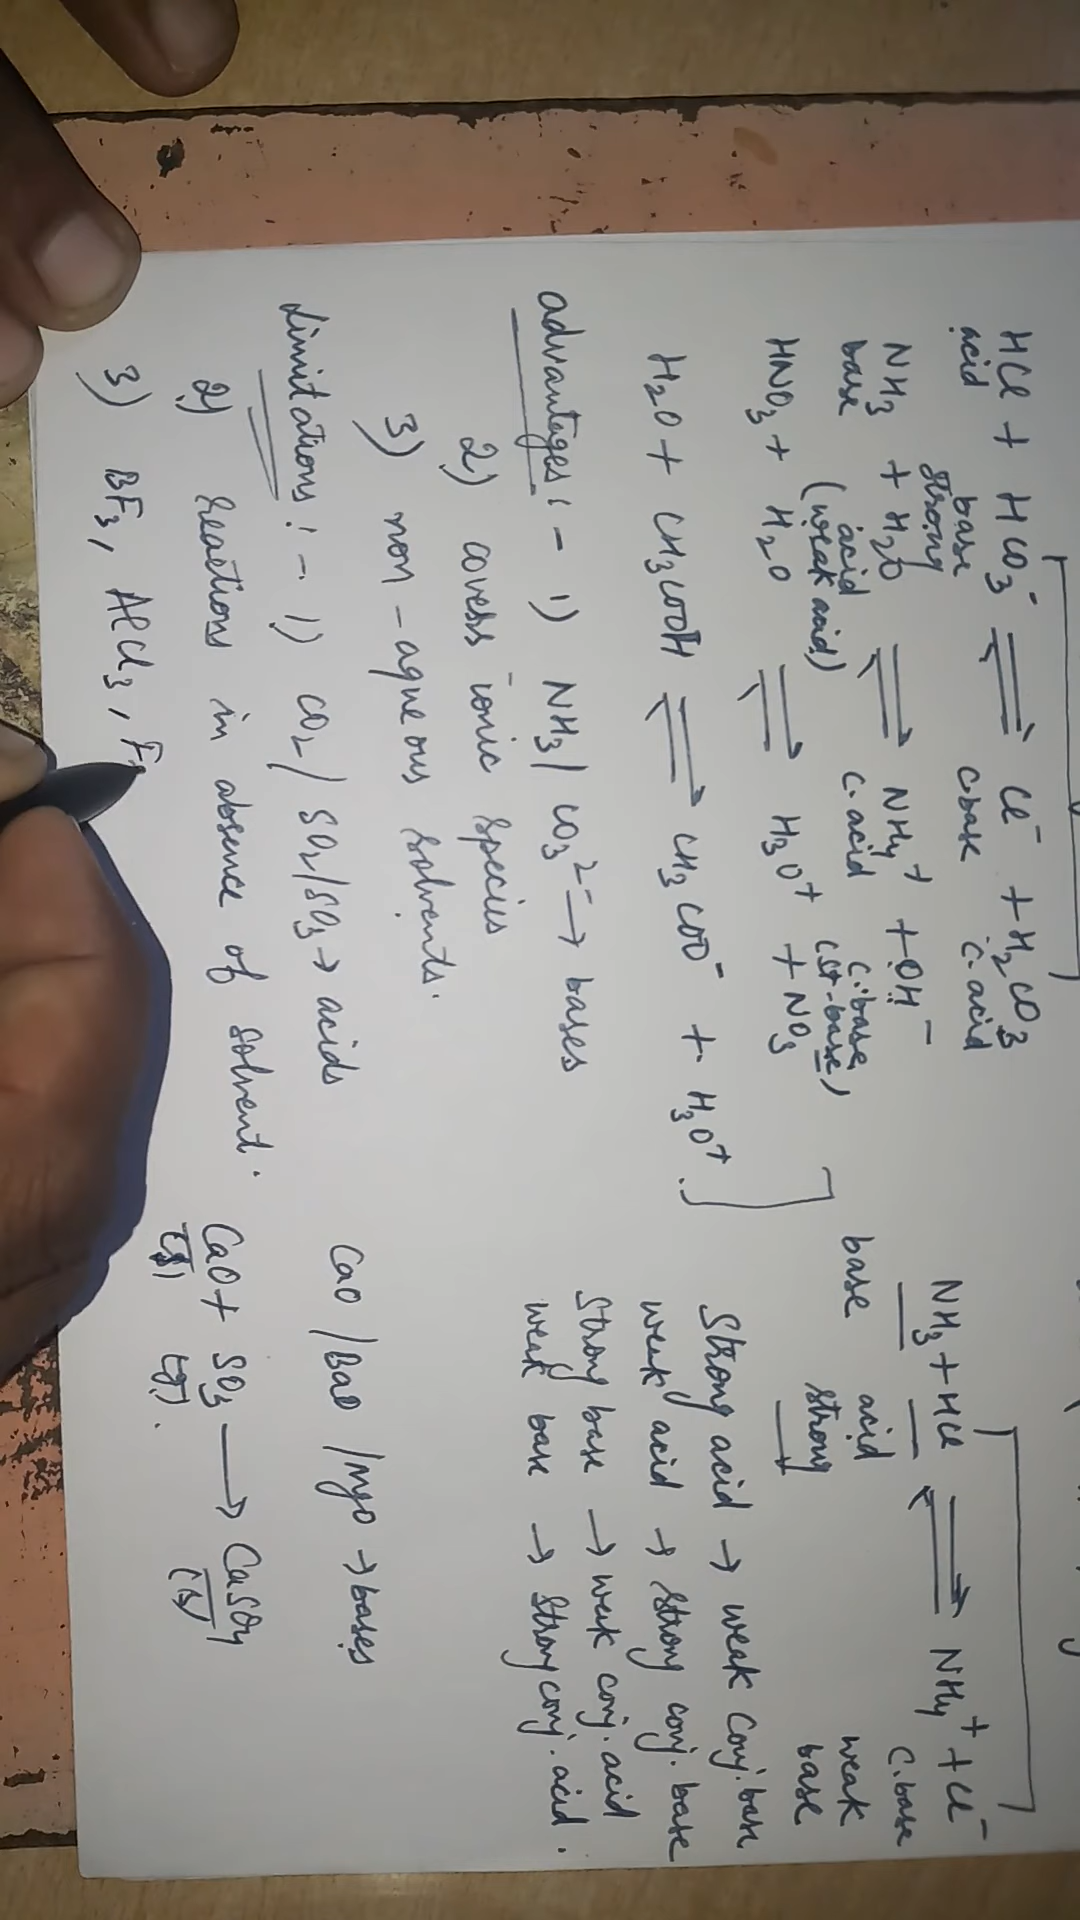 HCl + HCO3⁻ ⇌ Cl⁻ + H2CO3
acid base c.base c.acid
strong
NH3 + H2O ⇌ NH4⁺ + OH⁻
base acid c.acid c.base
(weak acid) (st.base)
HNO3 + H2O ⇌ H3O⁺ + NO3⁻
H2O + CH3COOH ⇌ CH3COO⁻ + H3O⁺
NH3 + HCl ⇌ NH4⁺ + Cl⁻
base acid c.base
strong weak
base
Strong acid → weak conj. base
weak acid → strong conj. base
Strong base → weak conj. acid
weak base → strong conj. acid.
advantages :- 1) NH3/ CO3²⁻ → bases
2) covers ionic species
3) non-aqueous solvents.
Limitations :- 1) CO2/ SO2/SO3 → acids CaO/BaO/MgO → bases
2) reactions in absence of solvent. CaO + SO3 → CaSO4
(s) (g). (s)
3) BF3, AlCl3, F